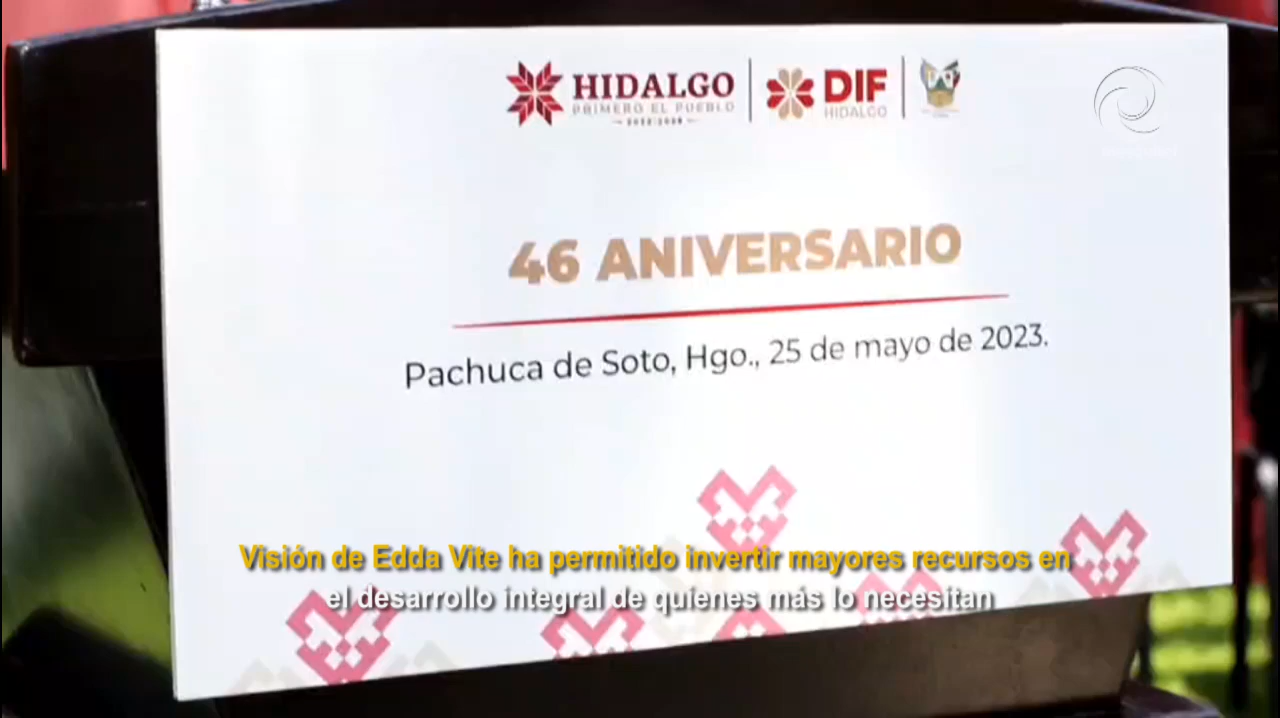 HIDALGO
PRIMERO EL PUEBLO
DIF
HIDALGO
46 ANIVERSARIO
Pachuca de Soto, Hgo., 25 de mayo de 2023.
Visión de Edda Vite ha permitido invertir mayores recursos en
el desarrollo integral de quienes más lo necesitan